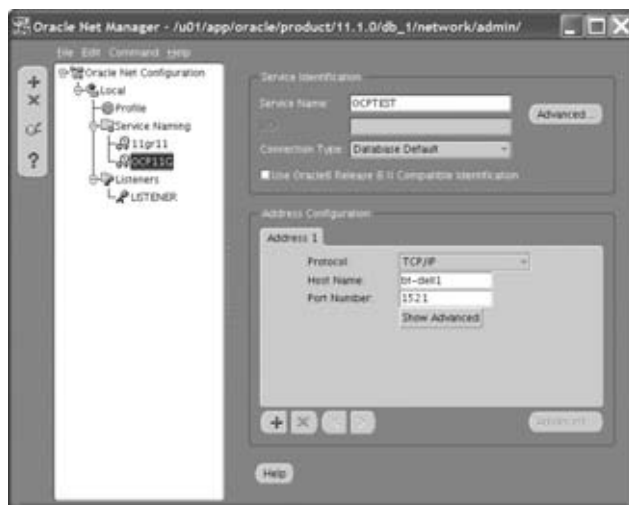 Oracle Net Manager - /u01/app/oracle/product/11.1.0/db_1/network/admin/
File Edit Command Help
Oracle Net Configuration
Local
Profile
Service Naming
11gr11
OCP11G
Listeners
LISTENER
Service Identification
Service Name: OCPTEST
Advanced...
Connection Type: Database Default
Use Oracle8 Release 8.0 Compatible Identification
Address Configuration
Address 1
Protocol: TCP/IP
Host Name: bt-dell1
Port Number: 1521
Show Advanced
Advanced...
Help